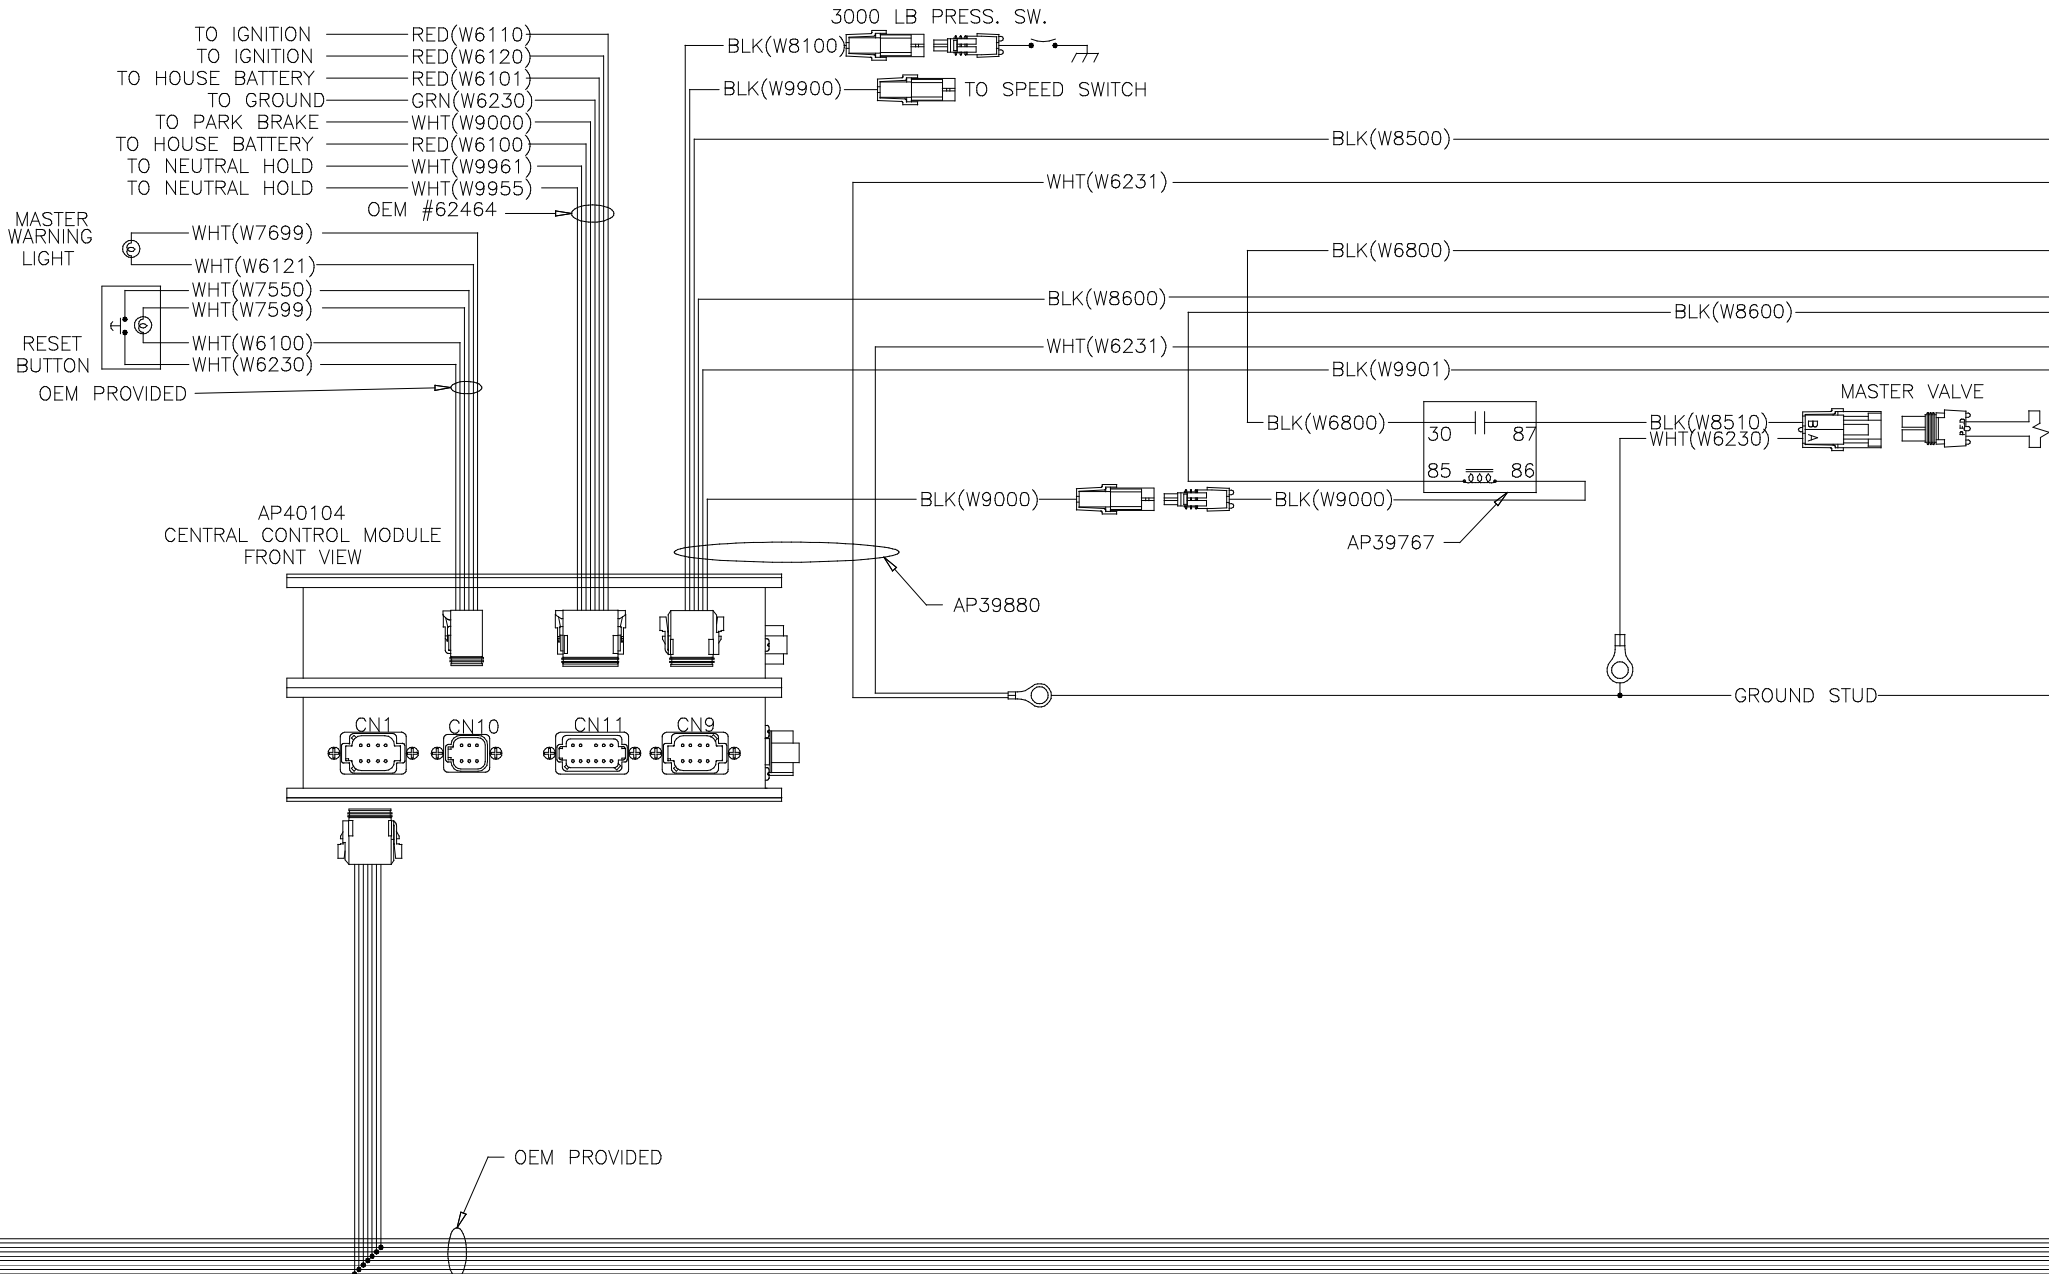 3000 LB PRESS. SW.
TO IGNITION RED(W6110)
TO IGNITION RED(W6120)
TO HOUSE BATTERY RED(W6101)
TO GROUND GRN(W6230)
TO PARK BRAKE WHT(W9000)
TO HOUSE BATTERY RED(W6100)
TO NEUTRAL HOLD WHT(W9961)
TO NEUTRAL HOLD WHT(W9955)
OEM #62464
BLK(W8100)
BLK(W9900) TO SPEED SWITCH
BLK(W8500)
WHT(W6231)
MASTER
WARNING
LIGHT
WHT(W7699)
WHT(W6121)
WHT(W7550)
WHT(W7599)
RESET
BUTTON
WHT(W6100)
WHT(W6230)
OEM PROVIDED
BLK(W6800)
BLK(W8600)
BLK(W8600)
WHT(W6231)
BLK(W9901)
MASTER VALVE
BLK(W6800)
30 87
85 86
BLK(W8510)
WHT(W6230)
B
A
BLK(W9000)
BLK(W9000)
AP39767
AP40104
CENTRAL CONTROL MODULE
FRONT VIEW
AP39880
GROUND STUD
CN1
CN10
CN11
CN9
OEM PROVIDED